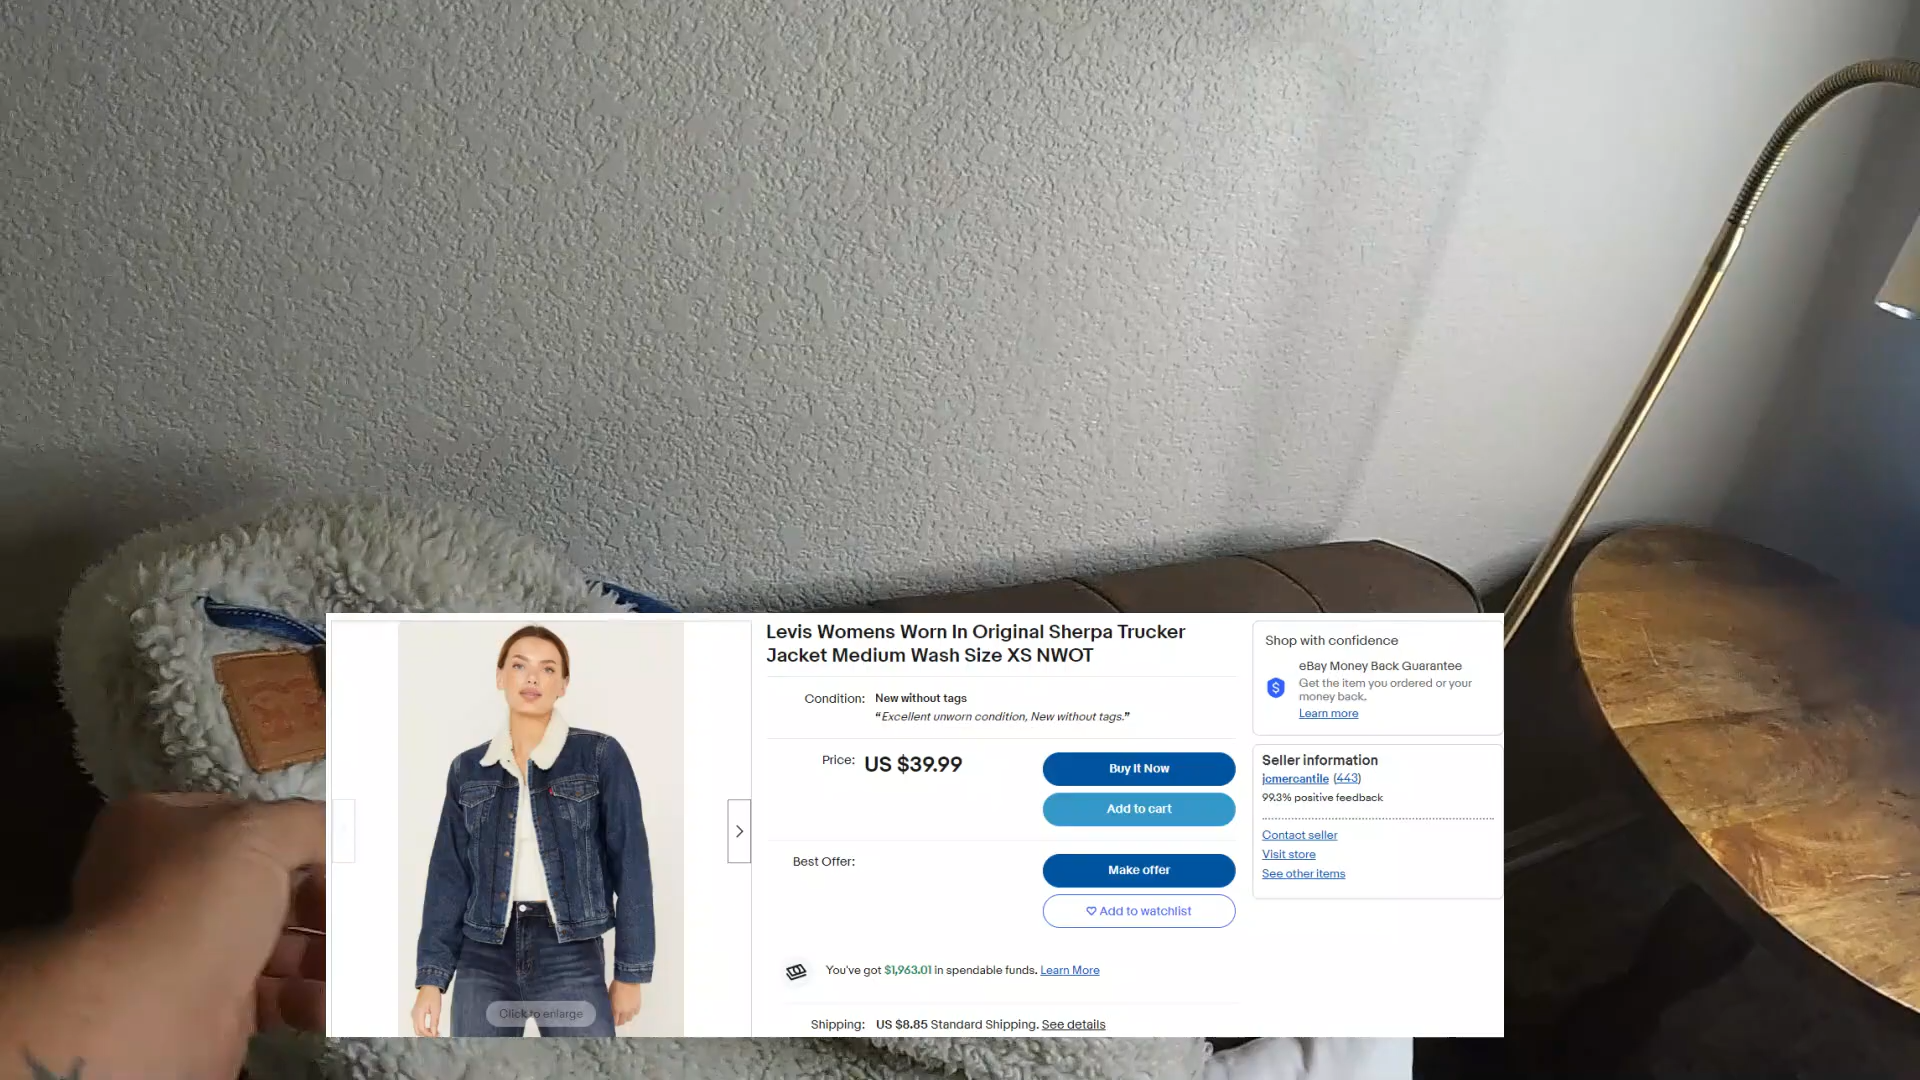 Levis Womens Worn In Original Sherpa Trucker
Jacket Medium Wash Size XS NWOT
Condition: New without tags
“Excellent unworn condition, New without tags.”
Price: US $39.99
Buy It Now
Add to cart
Best Offer:
Make offer
Add to watchlist
You've got $1,963.01 in spendable funds. Learn More
Shipping: US $8.85 Standard Shipping. See details
Click to enlarge
Shop with confidence
eBay Money Back Guarantee
Get the item you ordered or your
money back.
Learn more
Seller information
jcmercantile (443)
99.3% positive feedback
Contact seller
Visit store
See other items